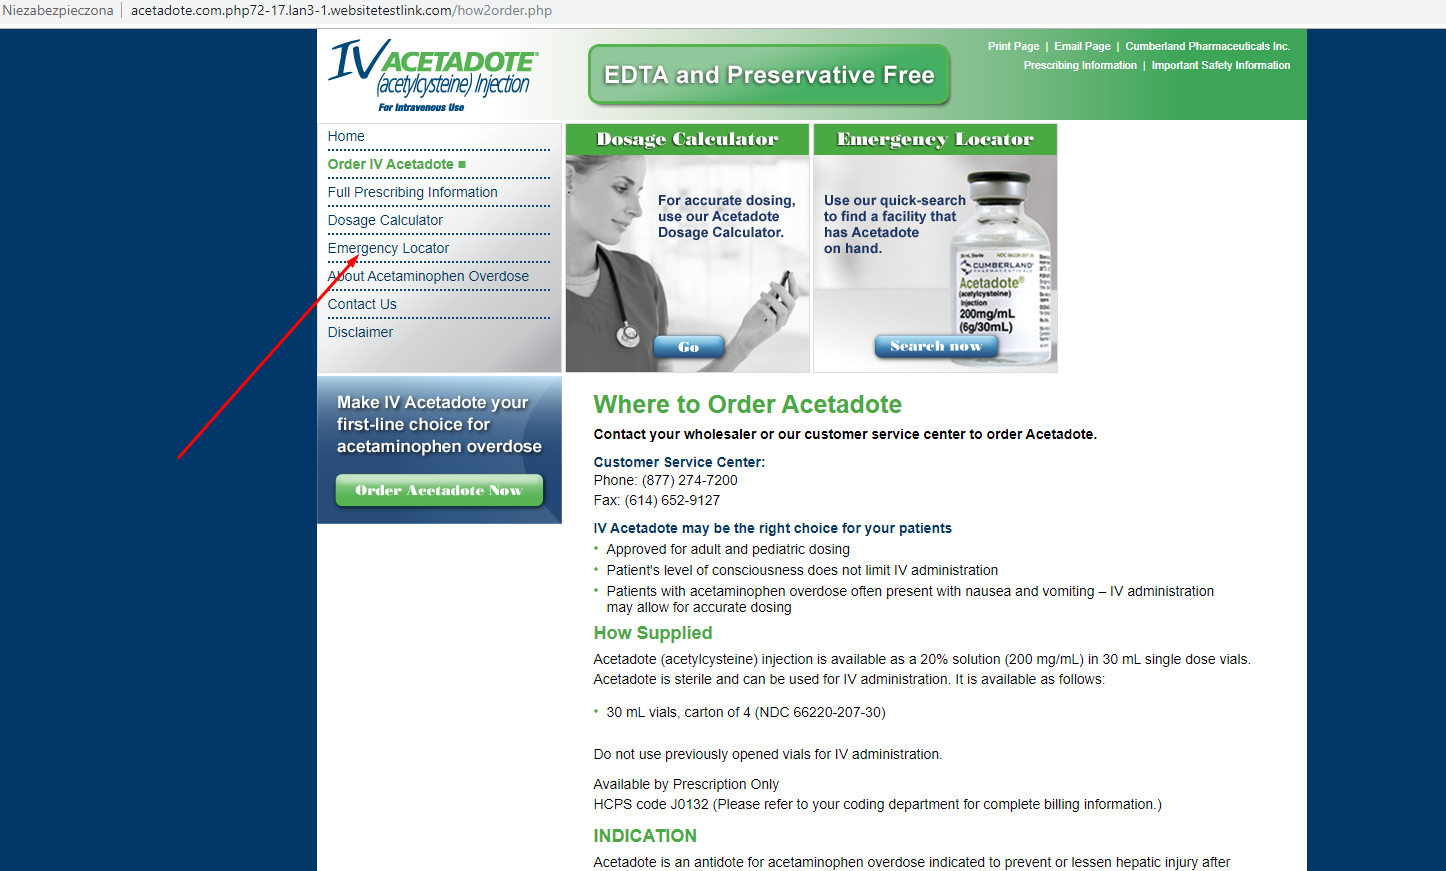 Niezabezpieczona | acetadote.com.php72-17.lan3-1.websitetestlink.com/how2order.php
IV ACETADOTE®
(acetylcysteine) Injection
For Intravenous Use
EDTA and Preservative Free
Print Page | Email Page | Cumberland Pharmaceuticals Inc.
Prescribing Information | Important Safety Information
Home
Order IV Acetadote
Full Prescribing Information
Dosage Calculator
Emergency Locator
About Acetaminophen Overdose
Contact Us
Disclaimer
Dosage Calculator
For accurate dosing,
use our Acetadote
Dosage Calculator.
Go
Emergency Locator
Use our quick-search
to find a facility that
has Acetadote
on hand.
Search now
30 mL Sterile NDC 66220-207-30
CUMBERLAND®
PHARMACEUTICALS
Acetadote®
(acetylcysteine)
Injection
200mg/mL
(6g/30mL)
Make IV Acetadote your
first-line choice for
acetaminophen overdose
Order Acetadote Now
Where to Order Acetadote
Contact your wholesaler or our customer service center to order Acetadote.
Customer Service Center:
Phone: (877) 274-7200
Fax: (614) 652-9127
IV Acetadote may be the right choice for your patients
• Approved for adult and pediatric dosing
• Patient's level of consciousness does not limit IV administration
• Patients with acetaminophen overdose often present with nausea and vomiting – IV administration
may allow for accurate dosing
How Supplied
Acetadote (acetylcysteine) injection is available as a 20% solution (200 mg/mL) in 30 mL single dose vials.
Acetadote is sterile and can be used for IV administration. It is available as follows:
• 30 mL vials, carton of 4 (NDC 66220-207-30)
Do not use previously opened vials for IV administration.
Available by Prescription Only
HCPS code J0132 (Please refer to your coding department for complete billing information.)
INDICATION
Acetadote is an antidote for acetaminophen overdose indicated to prevent or lessen hepatic injury after